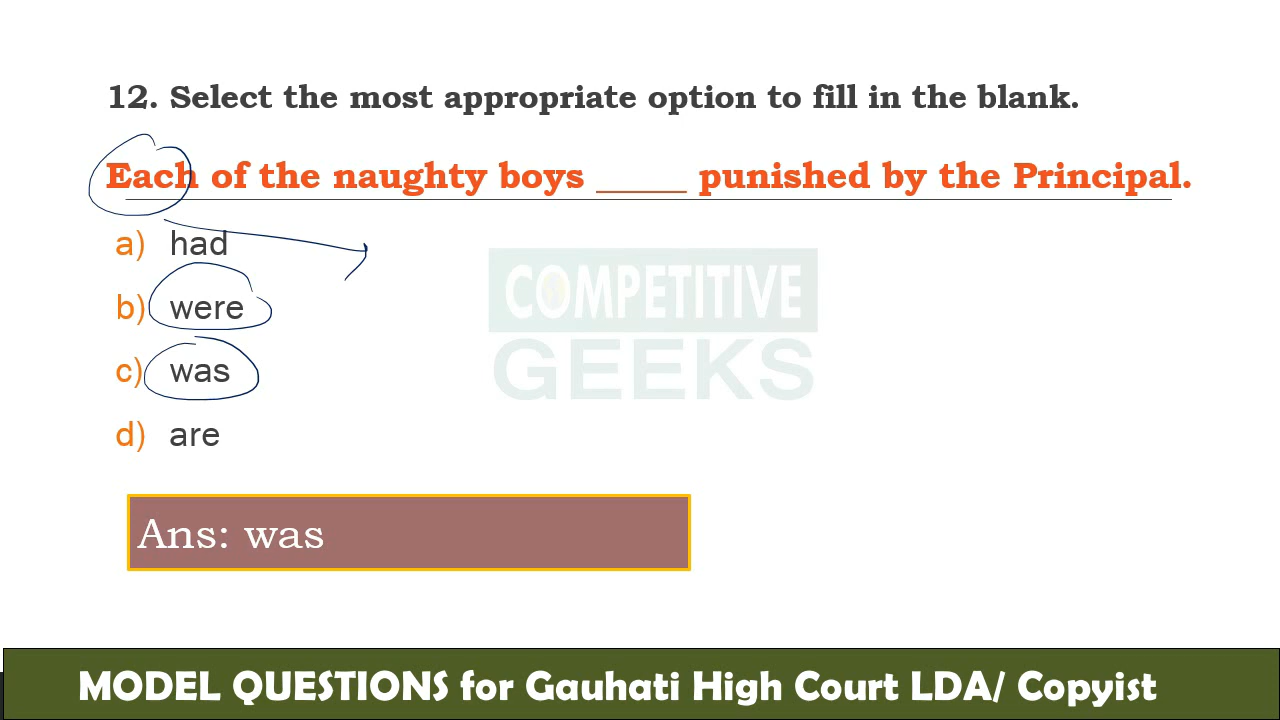 12. Select the most appropriate option to fill in the blank.
Each of the naughty boys _____ punished by the Principal.
a) had
b) were
c) was
d) are
COMPETITIVE
GEEKS
Ans: was
MODEL QUESTIONS for Gauhati High Court LDA/ Copyist